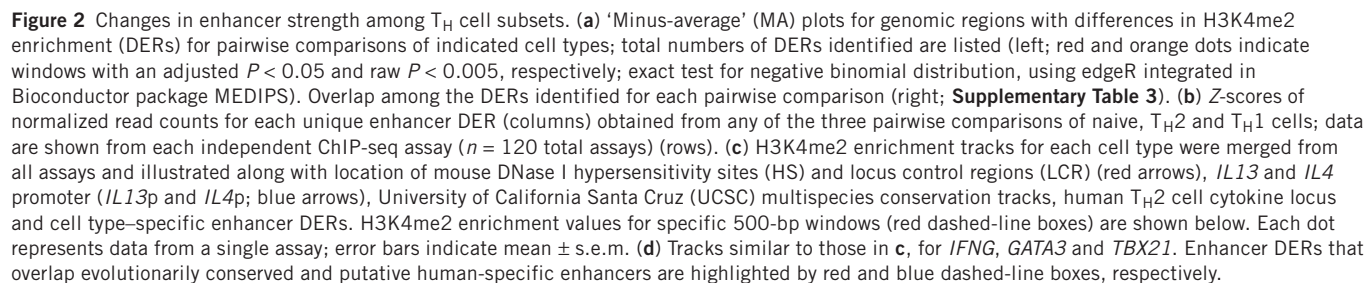 Figure 2 Changes in enhancer strength among TH cell subsets. (a) 'Minus-average' (MA) plots for genomic regions with differences in H3K4me2
enrichment (DERs) for pairwise comparisons of indicated cell types; total numbers of DERs identified are listed (left; red and orange dots indicate
windows with an adjusted P < 0.05 and raw P < 0.005, respectively; exact test for negative binomial distribution, using edgeR integrated in
Bioconductor package MEDIPS). Overlap among the DERs identified for each pairwise comparison (right; Supplementary Table 3). (b) Z-scores of
normalized read counts for each unique enhancer DER (columns) obtained from any of the three pairwise comparisons of naive, TH2 and TH1 cells; data
are shown from each independent ChIP-seq assay (n = 120 total assays) (rows). (c) H3K4me2 enrichment tracks for each cell type were merged from
all assays and illustrated along with location of mouse DNase I hypersensitivity sites (HS) and locus control regions (LCR) (red arrows), IL13 and IL4
promoter (IL13p and IL4p; blue arrows), University of California Santa Cruz (UCSC) multispecies conservation tracks, human TH2 cell cytokine locus
and cell type–specific enhancer DERs. H3K4me2 enrichment values for specific 500-bp windows (red dashed-line boxes) are shown below. Each dot
represents data from a single assay; error bars indicate mean ± s.e.m. (d) Tracks similar to those in c, for IFNG, GATA3 and TBX21. Enhancer DERs that
overlap evolutionarily conserved and putative human-specific enhancers are highlighted by red and blue dashed-line boxes, respectively.